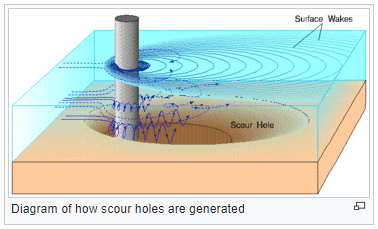 Surface Wakes
Scour Hole
Diagram of how scour holes are generated